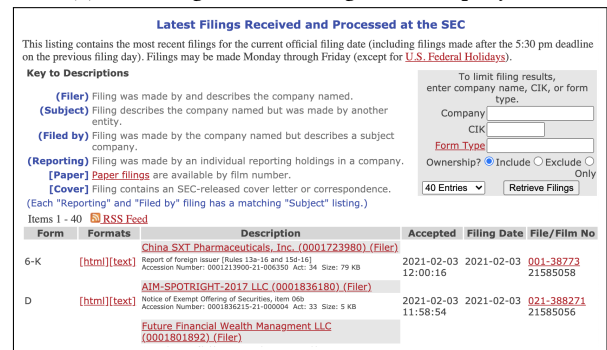 Latest Filings Received and Processed at the SEC
This listing contains the most recent filings for the current official filing date (including filings made after the 5:30 pm deadline
on the previous filing day). Filings may be made Monday through Friday (except for U.S. Federal Holidays).
Key to Descriptions
(Filer) Filing was made by and describes the company named.
(Subject) Filing describes the company named but was made by another
entity.
(Filed by) Filing was made by the company named but describes a subject
company.
(Reporting) Filing was made by an individual reporting holdings in a company.
[Paper] Paper filings are available by film number.
[Cover] Filing contains an SEC-released cover letter or correspondence.
(Each "Reporting" and "Filed by" filing has a matching "Subject" listing.)
To limit filing results,
enter company name, CIK, or form
type.
Company
CIK
Form Type
Ownership? Include Exclude
Only
40 Entries Retrieve Filings
Items 1 - 40 RSS Feed
Form Formats Description Accepted Filing Date File/Film No
China SXT Pharmaceuticals, Inc. (0001723980) (Filer)
6-K [html][text] Report of foreign issuer [Rules 13a-16 and 15d-16] 2021-02-03 2021-02-03 001-38773
Accession Number: 0001213900-21-006350 Act: 34 Size: 79 KB 12:00:16 21585058
AIM-SPOTRIGHT-2017 LLC (0001836180) (Filer)
D [html][text] Notice of Exempt Offering of Securities, item 06b 2021-02-03 2021-02-03 021-388271
Accession Number: 0001836215-21-000004 Act: 33 Size: 5 KB 11:58:54 21585056
Future Financial Wealth Managment LLC
(0001801892) (Filer)